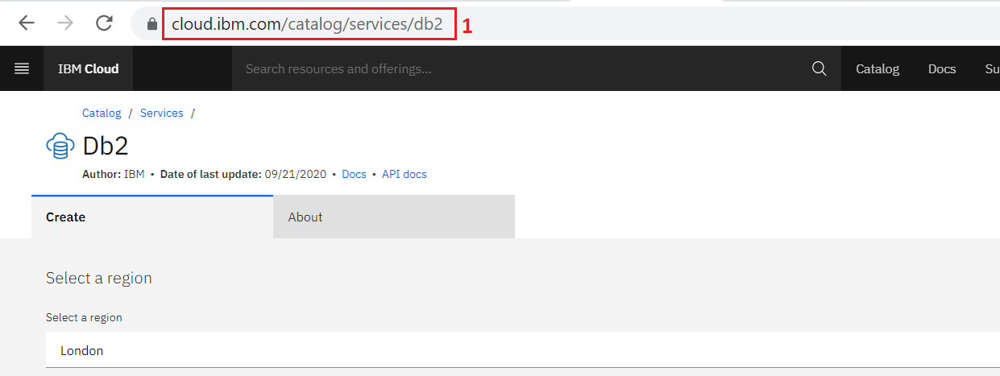 cloud.ibm.com/catalog/services/db2 1
IBM Cloud Search resources and offerings... Catalog Docs Su
Catalog / Services /
Db2
Author: IBM • Date of last update: 09/21/2020 • Docs • API docs
Create About
Select a region
Select a region
London